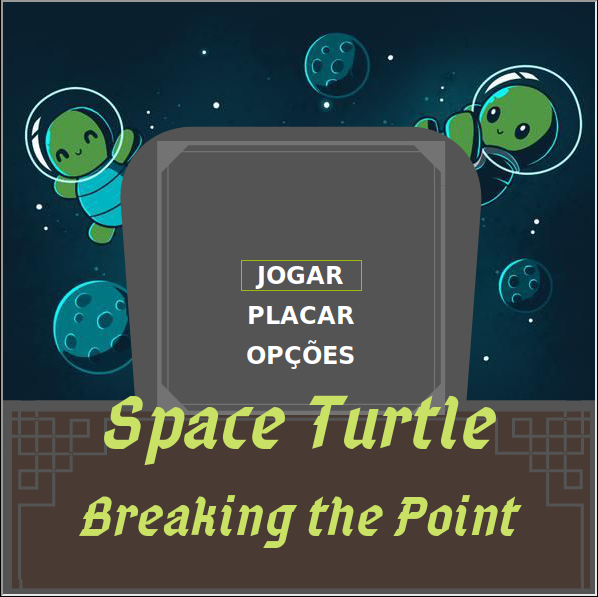 JOGAR
PLACAR
OPÇÕES
Space Turtle
Breaking the Point